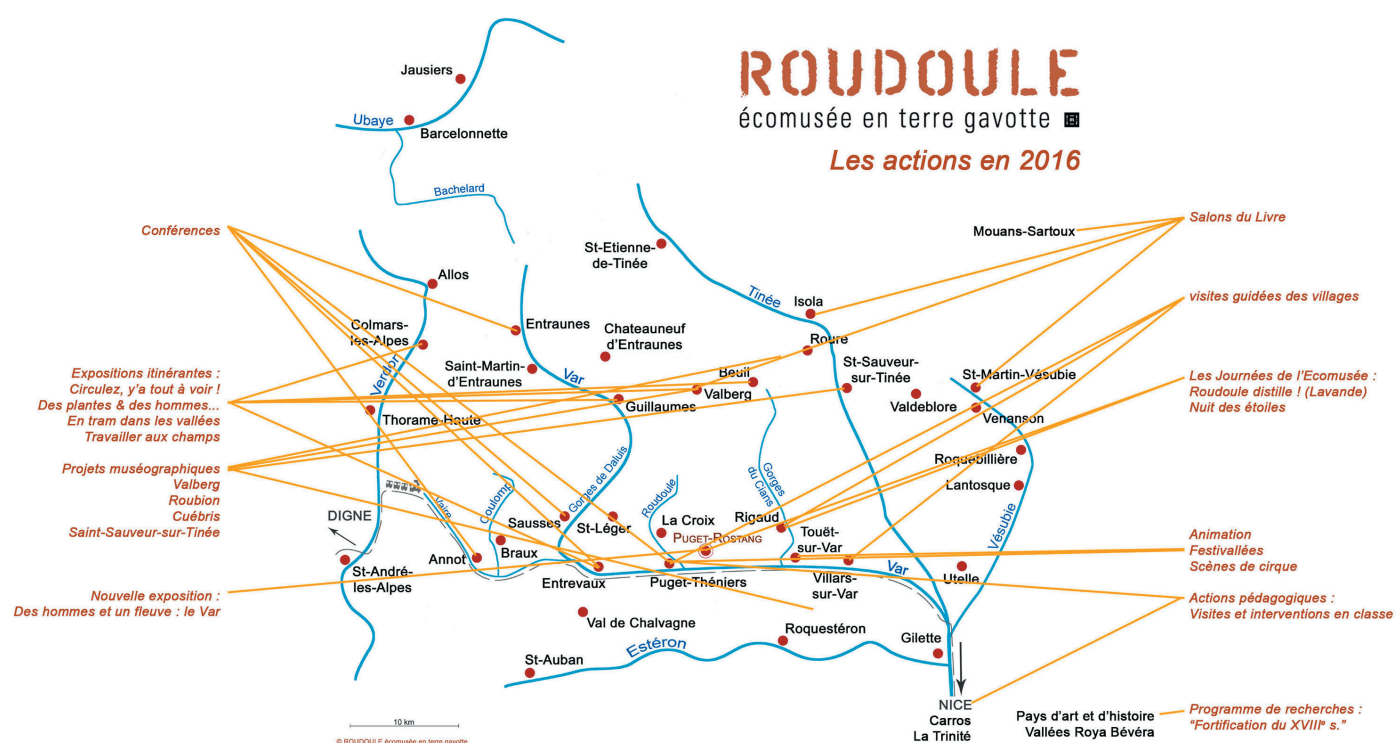 ROUDOULE
écomusée en terre gavotte
Les actions en 2016
Jausiers
Ubaye
Barcelonnette
Bachelard
Conférences
Salons du Livre
Mouans-Sartoux
St-Etienne-
de-Tinée
Allos
Tinée
Isola
visites guidées des villages
Colmars-
les-Alpes
Entraunes
Chateauneuf
d'Entraunes
Roure
Saint-Martin-
d'Entraunes
Var
St-Sauveur-
sur-Tinée
St-Martin-Vésubie
Verdon
Beuil
Valberg
Guillaumes
Valdeblore
Venanson
Thorame-Haute
Expositions itinérantes :
Circulez, y'a tout à voir !
Des plantes & des hommes...
En tram dans les vallées
Travailler aux champs
Les Journées de l'Ecomusée :
Roudoule distille ! (Lavande)
Nuit des étoiles
Projets muséographiques
Valberg
Roubion
Cuébris
Saint-Sauveur-sur-Tinée
Roquebillière
Lantosque
Vésubie
Gorges de Daluis
Gorges
du Cians
Roudoule
Coulomp
Vaïre
DIGNE
Sausses
St-Léger
La Croix
PUGET-ROSTANG
Rigaud
Touët-
sur-Var
Braux
Annot
St-André-
les-Alpes
Entrevaux
Puget-Théniers
Villars-
sur-Var
Var
Utelle
Animation
Festivallées
Scènes de cirque
Nouvelle exposition :
Des hommes et un fleuve : le Var
Actions pédagogiques :
Visites et interventions en classe
Val de Chalvagne
Roquestéron
Estéron
Gilette
St-Auban
NICE
Carros
La Trinité
Pays d'art et d'histoire
Vallées Roya Bévéra
Programme de recherches :
"Fortification du XVIIIᵉ s."
10 km
© ROUDOULE écomusée en terre gavotte